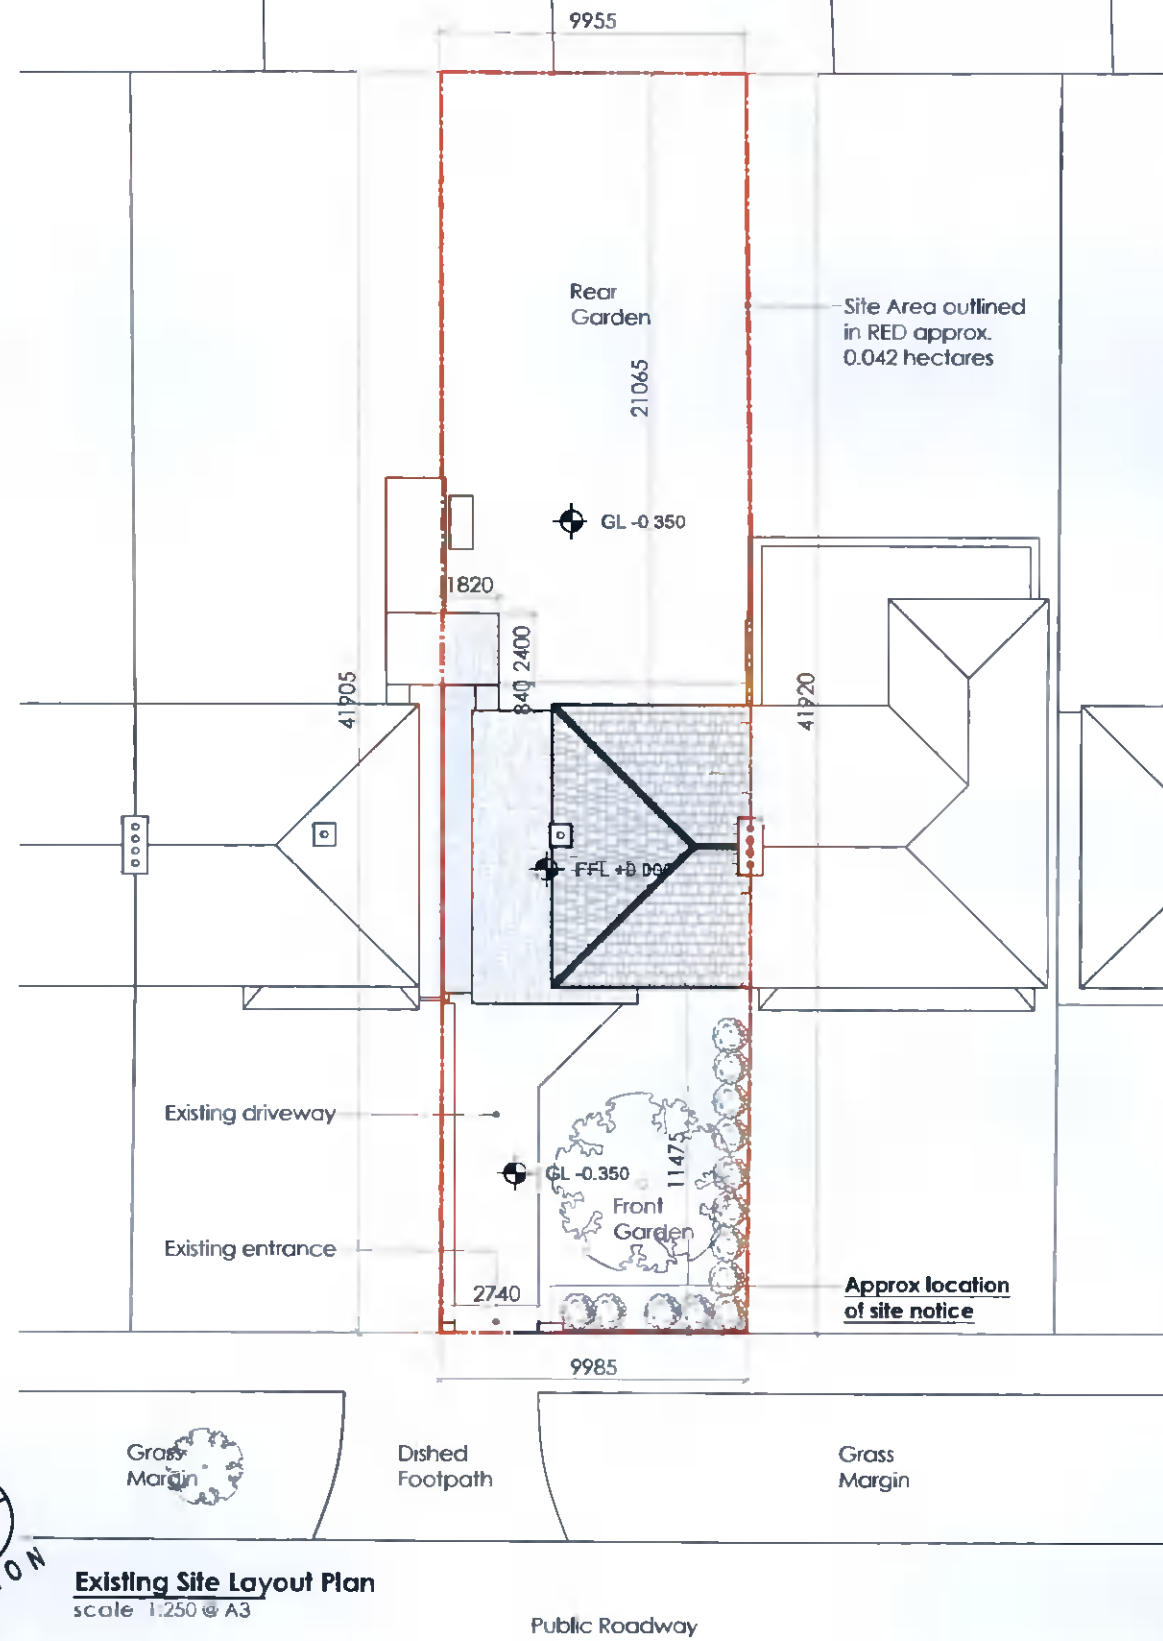 9955
Rear
Garden
Site Area outlined
in RED approx.
0.042 hectares
21065
GL -0 350
1820
2400
840
41905
41920
FFL +0 000
Existing driveway
GL -0.350
11475
Front
Garden
Existing entrance
2740
Approx location
of site notice
9985
Grass
Margin
Dished
Footpath
Grass
Margin
Existing Site Layout Plan
scale 1:250 @ A3
Public Roadway